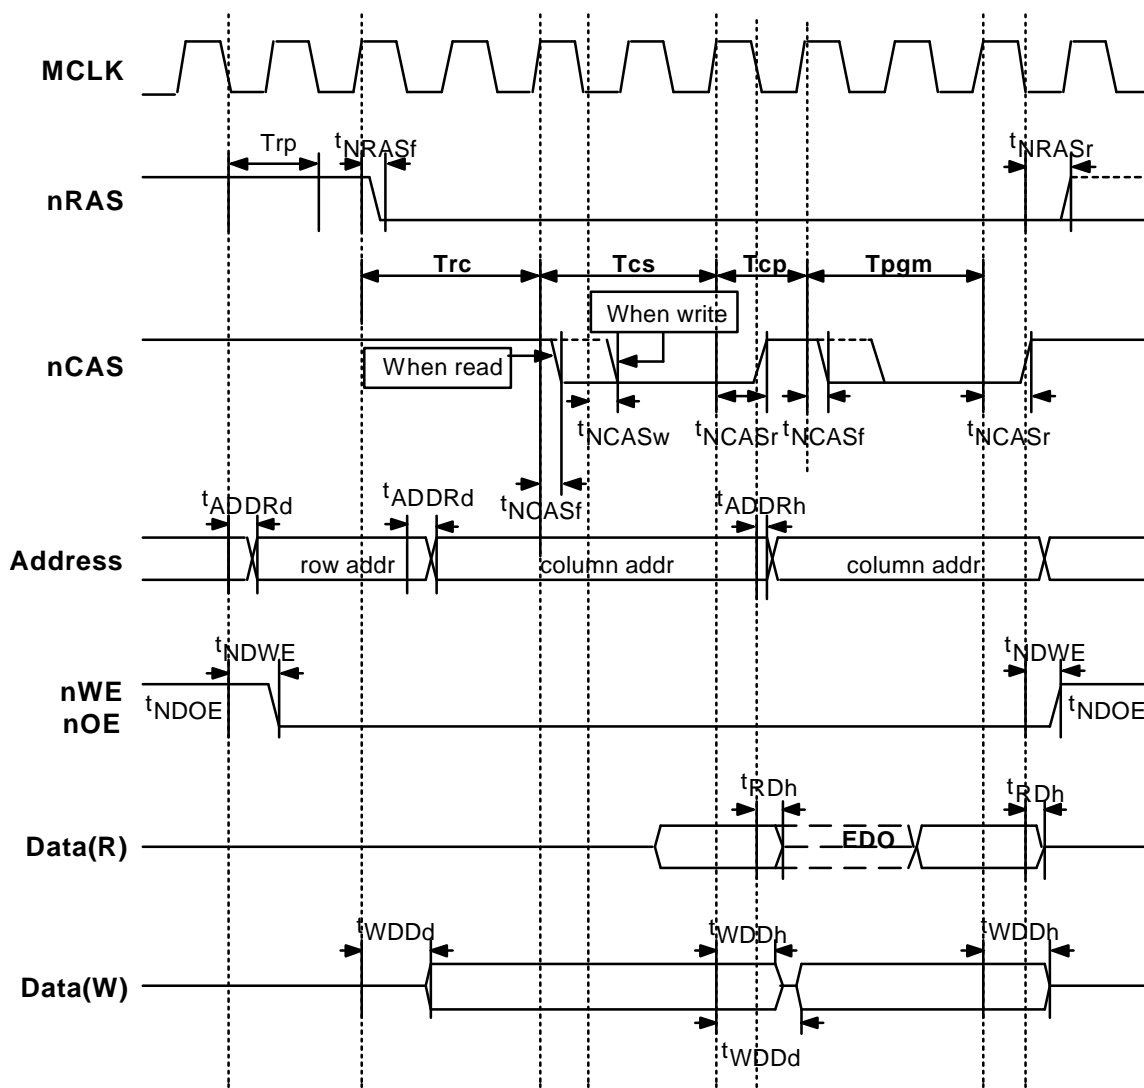 MCLK
Trp
tNRASf
tNRASr
nRAS
Trc
Tcs
Tcp
Tpgm
When write
nCAS
When read
tNCASw
tNCASr
tNCASf
tNCASr
tADDRd
tADDRd
tNCASf
tADDRh
Address
row addr
column addr
column addr
tNDWE
tNDWE
nWE
tNDOE
tNDOE
nOE
tRDh
tRDh
Data(R)
EDO
tWDDd
tWDDh
tWDDh
Data(W)
tWDDd